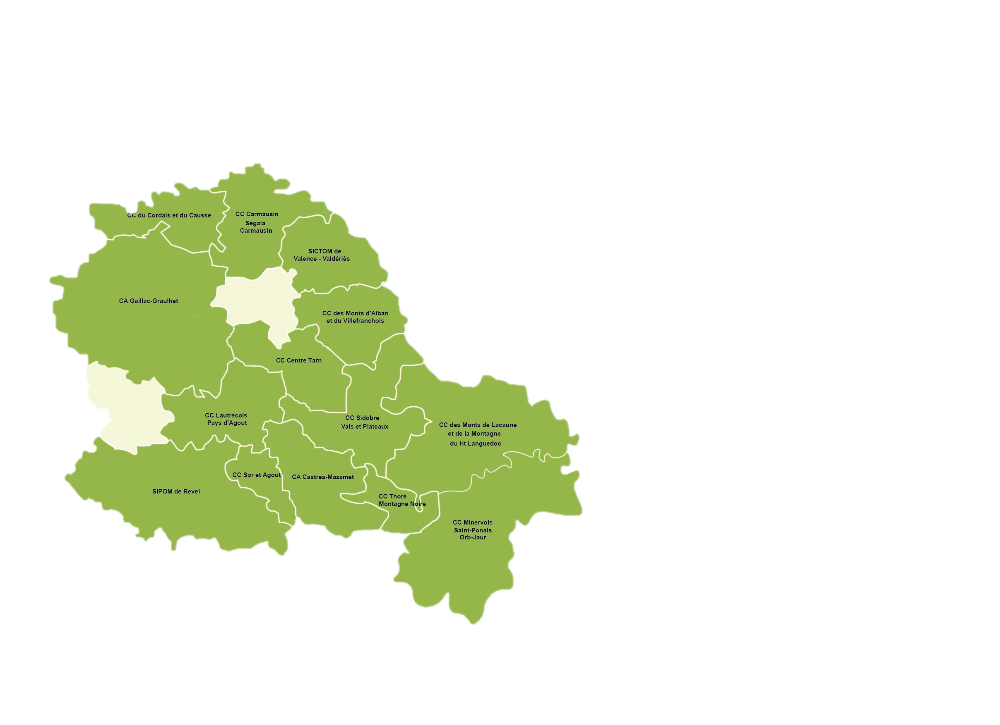 CC du Cordais et du Causse
CC Carmausin
Ségala
Carmausin
SICTOM de
Valence - Valdériès
CA Gaillac-Graulhet
CC des Monts d'Alban
et du Villefranchois
CC Centre Tarn
CC Lautrécois
Pays d'Agout
CC Sidobre
Vals et Plateaux
CC des Monts de Lacaune
et de la Montagne
du Ht Languedoc
CC Sor et Agout
CA Castres-Mazamet
SIPOM de Revel
CC Thoré
Montagne Noire
CC Minervois
Saint-Ponais
Orb-Jaur